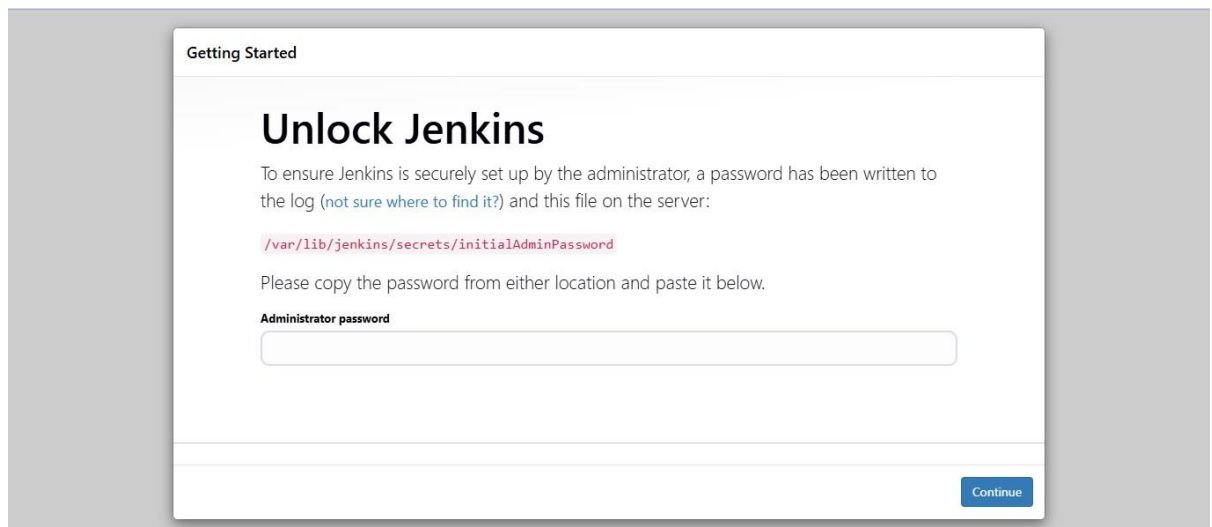 Getting Started
Unlock Jenkins
To ensure Jenkins is securely set up by the administrator, a password has been written to
the log (not sure where to find it?) and this file on the server:
/var/lib/jenkins/secrets/initialAdminPassword
Please copy the password from either location and paste it below.
Administrator password
Continue